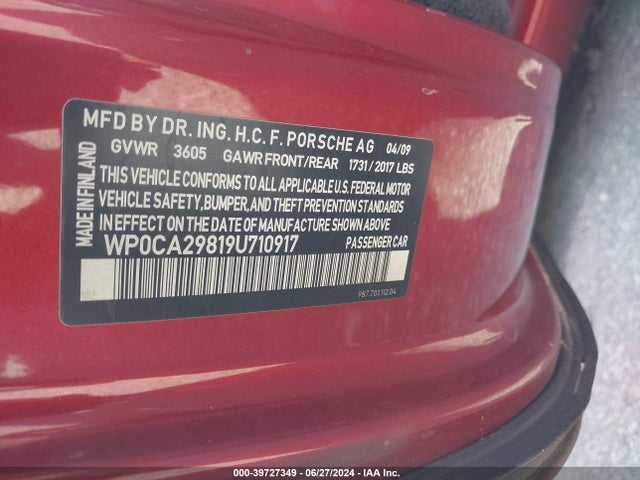 MFD BY DR. ING. H.C. F. PORSCHE AG 04/09
GVWR 3605 GAWR FRONT/REAR 1731/2017 LBS
THIS VEHICLE CONFORMS TO ALL APPLICABLE U.S. FEDERAL MOTOR
VEHICLE SAFETY, BUMPER, AND THEFT PREVENTION STANDARDS
IN EFFECT ON THE DATE OF MANUFACTURE SHOWN ABOVE
WP0CA29819U710917 PASSENGER CAR
987.701.112.04
MADE IN FINLAND
000-39727349 - 06/27/2024 - IAA Inc.